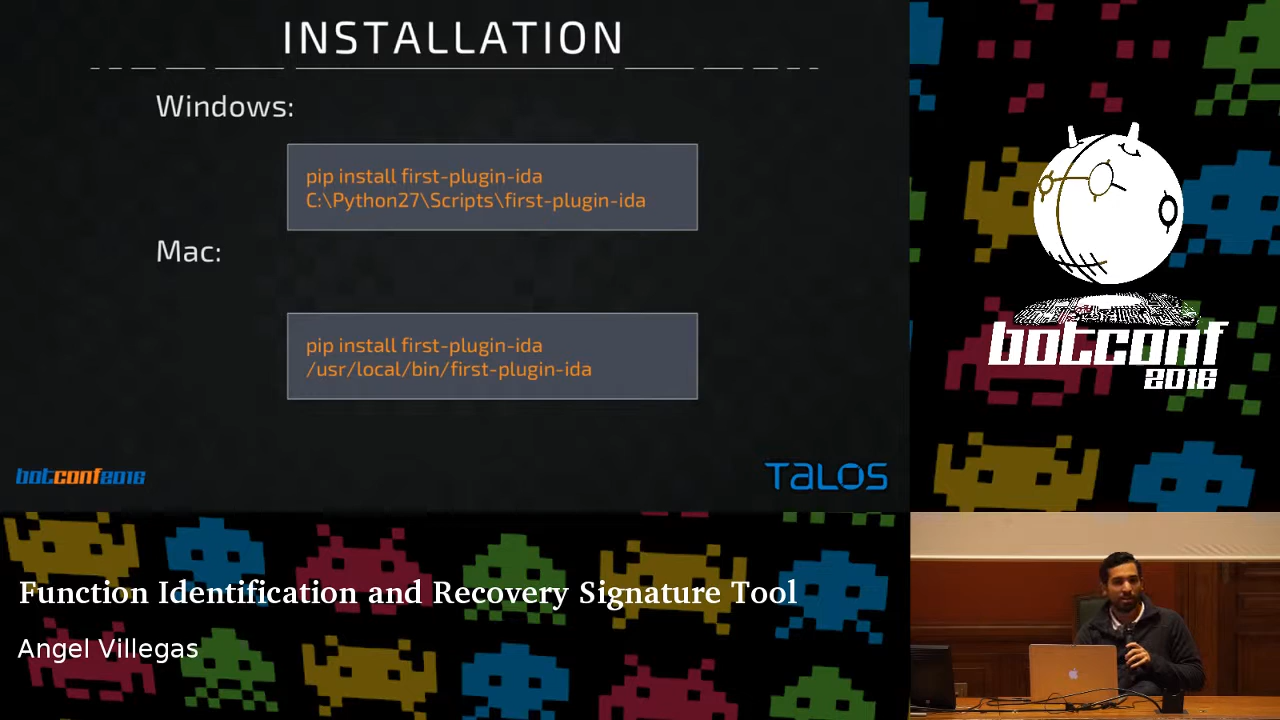 INSTALLATION
Windows:
pip install first-plugin-ida
C:\Python27\Scripts\first-plugin-ida
Mac:
pip install first-plugin-ida
/usr/local/bin/first-plugin-ida
botconf2016
TALOS
botconf
2016
Function Identification and Recovery Signature Tool
Angel Villegas